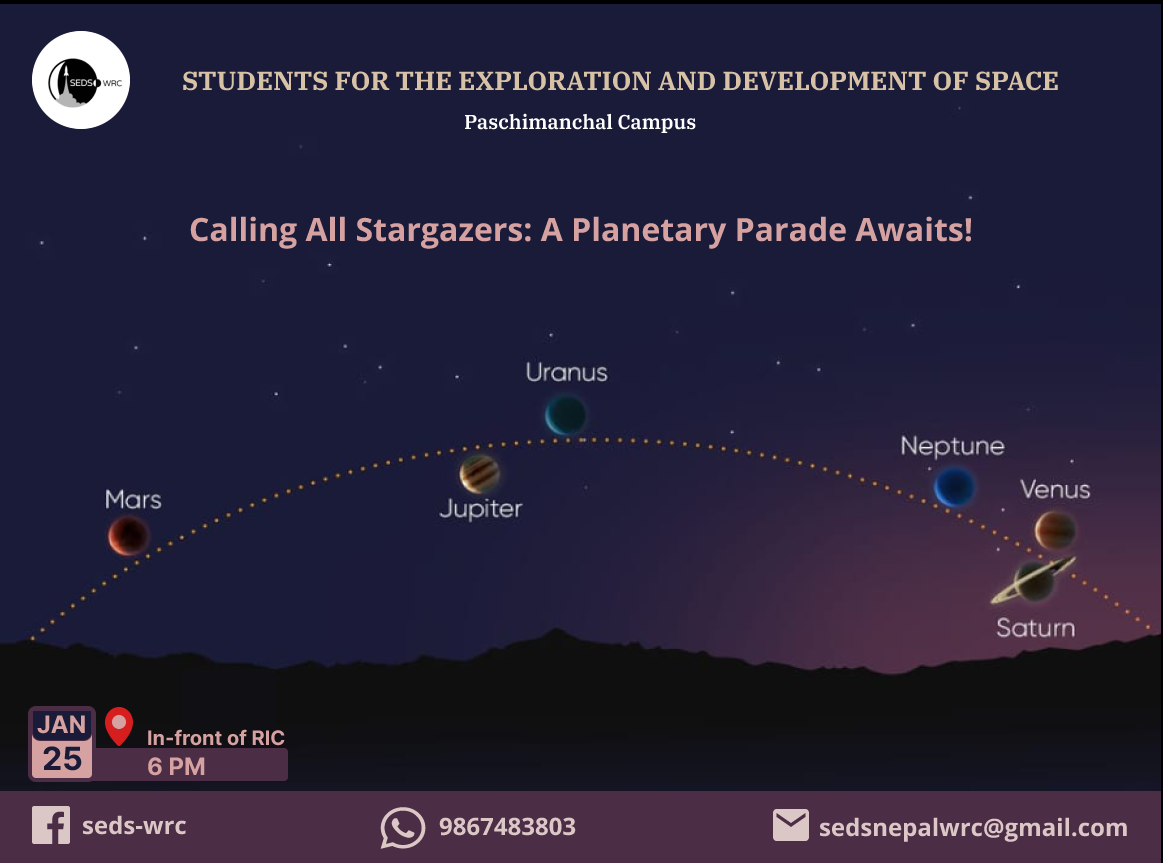 SEDS WRC
STUDENTS FOR THE EXPLORATION AND DEVELOPMENT OF SPACE
Paschimanchal Campus
Calling All Stargazers: A Planetary Parade Awaits!
Uranus
Neptune
Venus
Mars
Jupiter
Saturn
JAN
25
In-front of RIC
6 PM
seds-wrc
9867483803
sedsnepalwrc@gmail.com